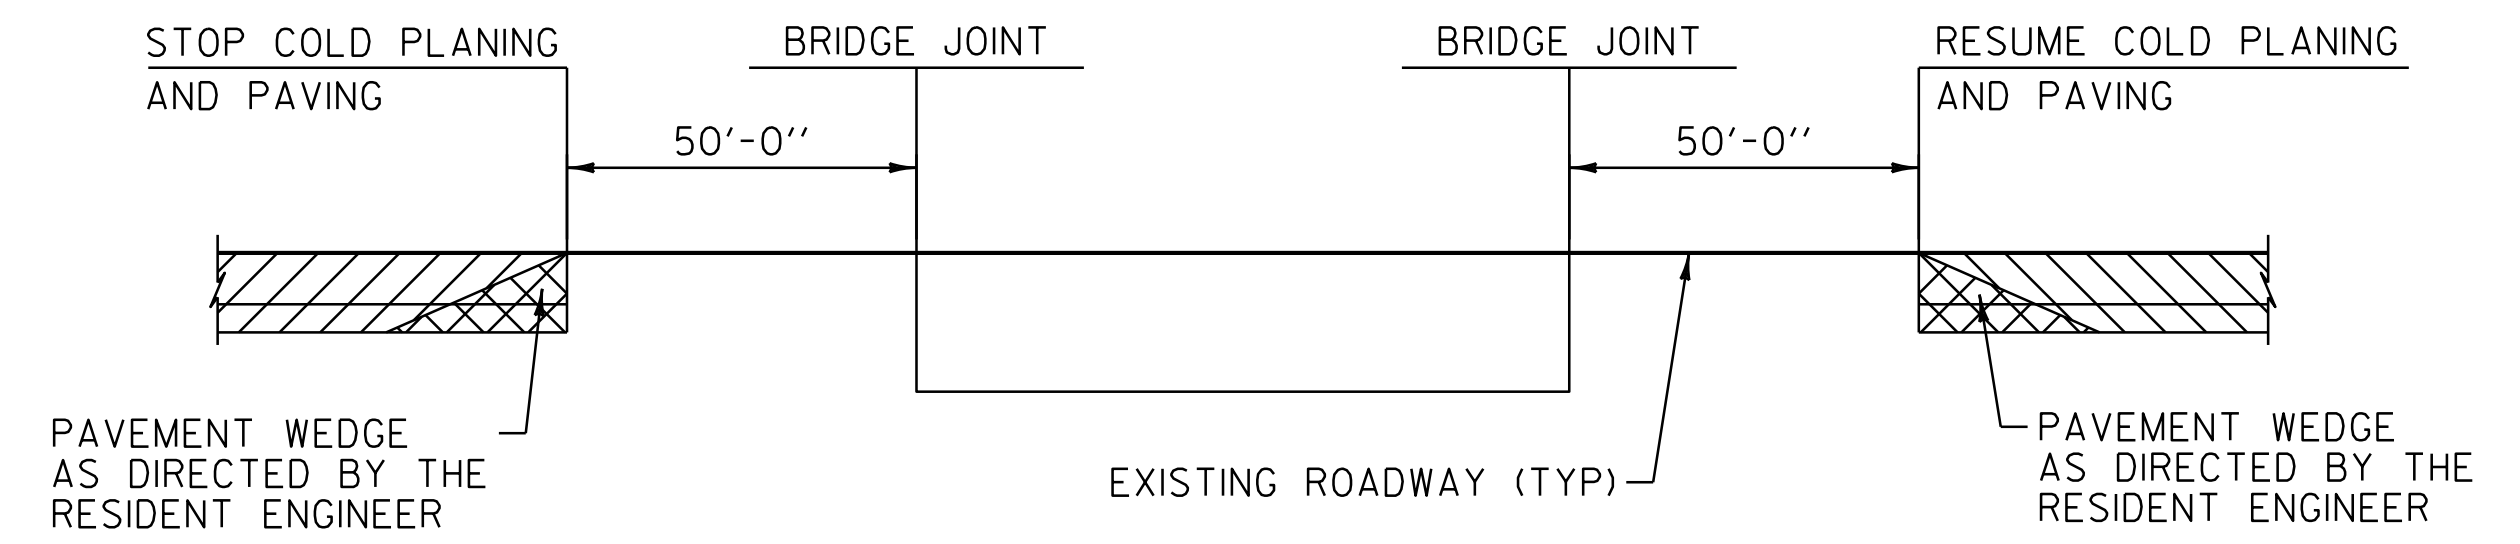 STOP COLD PLANING
AND PAVING
BRIDGE JOINT
BRIDGE JOINT
RESUME COLD PLANING
AND PAVING
50'-0''
50'-0''
PAVEMENT WEDGE
AS DIRECTED BY THE
RESIDENT ENGINEER
EXISTING ROADWAY (TYP)
PAVEMENT WEDGE
AS DIRECTED BY THE
RESDENT ENGINEER